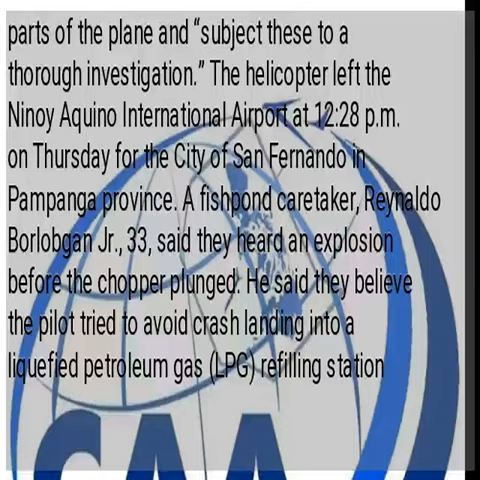 parts of the plane and “subject these to a
thorough investigation.” The helicopter left the
Ninoy Aquino International Airport at 12:28 p.m.
on Thursday for the City of San Fernando in
Pampanga province. A fishpond caretaker, Reynaldo
Borlobgan Jr., 33, said they heard an explosion
before the chopper plunged. He said they believe
the pilot tried to avoid crash landing into a
liquefied petroleum gas (LPG) refilling station
CAA